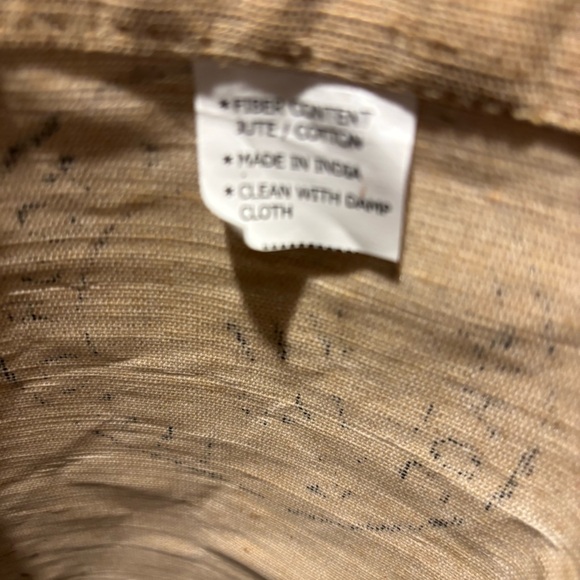 ★ FIBER CONTENT
JUTE / COTTON
★ MADE IN INDIA
★ CLEAN WITH DAMP
CLOTH